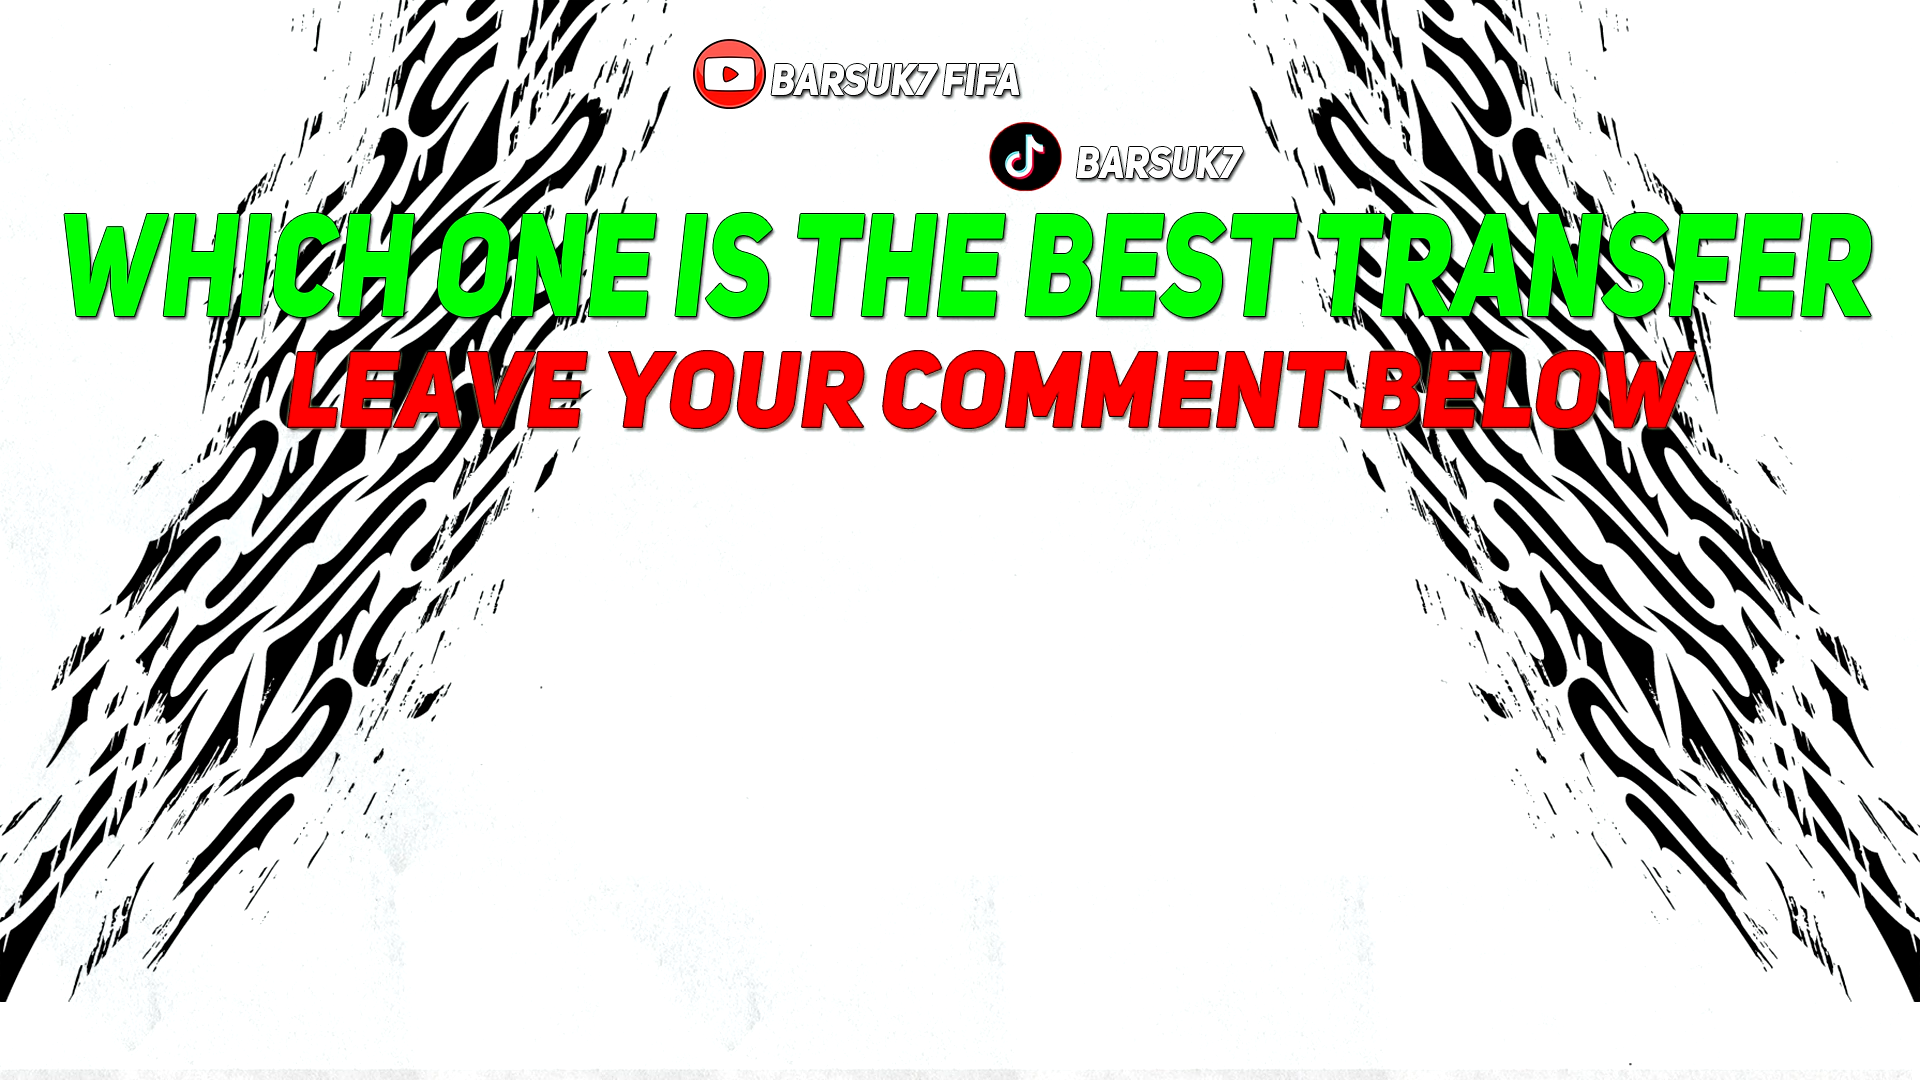 BARSUK7 FIFA
BARSUK7
WHICH ONE IS THE BEST TRANSFER
LEAVE YOUR COMMENT BELOW